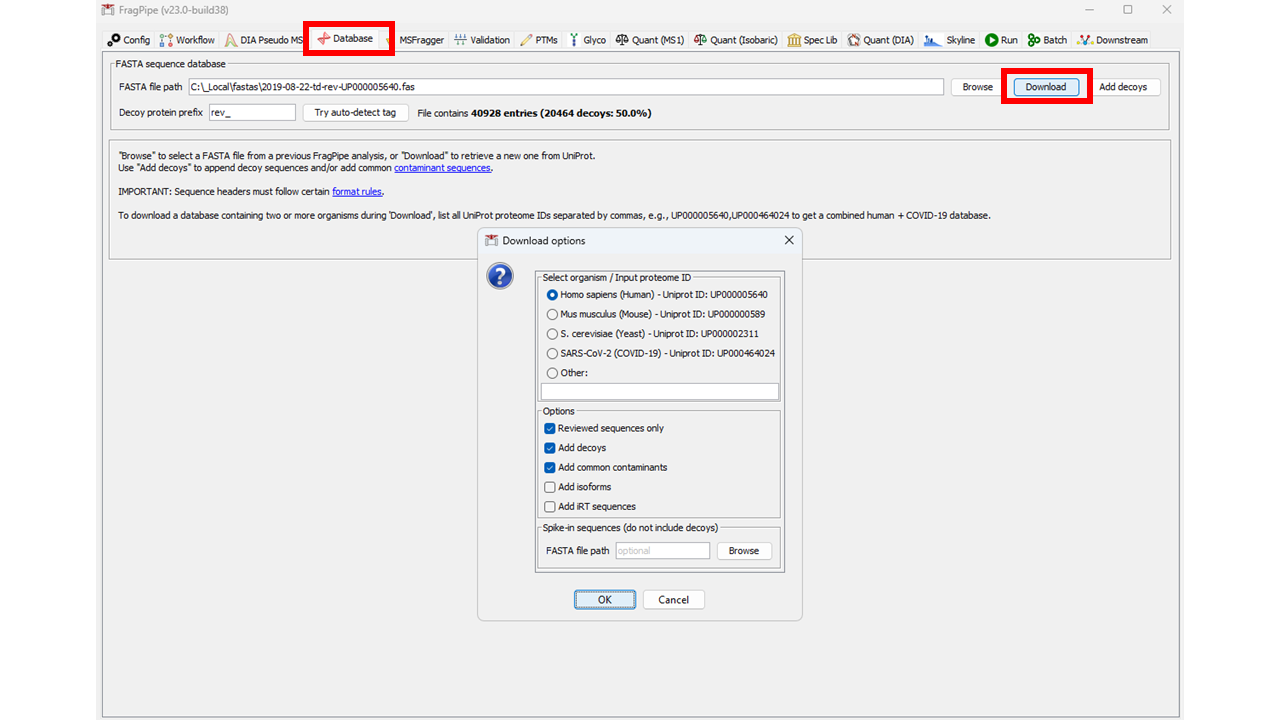 FragPipe (v23.0-build38)
Config Workflow DIA Pseudo MS Database MSFragger Validation PTMs Glyco Quant (MS1) Quant (Isobaric) Spec Lib Quant (DIA) Skyline Run Batch Downstream
FASTA sequence database
FASTA file path C:\_Local\fastas\2019-08-22-td-rev-UP000005640.fas Browse Download Add decoys
Decoy protein prefix rev_ Try auto-detect tag File contains 40928 entries (20464 decoys: 50.0%)
"Browse" to select a FASTA file from a previous FragPipe analysis, or "Download" to retrieve a new one from UniProt.
Use "Add decoys" to append decoy sequences and/or add common contaminant sequences.
IMPORTANT: Sequence headers must follow certain format rules.
To download a database containing two or more organisms during 'Download', list all UniProt proteome IDs separated by commas, e.g., UP000005640,UP000464024 to get a combined human + COVID-19 database.
Download options
?
Select organism / Input proteome ID
Homo sapiens (Human) - Uniprot ID: UP000005640
Mus musculus (Mouse) - Uniprot ID: UP000000589
S. cerevisiae (Yeast) - Uniprot ID: UP000002311
SARS-CoV-2 (COVID-19) - Uniprot ID: UP000464024
Other:
Options
Reviewed sequences only
Add decoys
Add common contaminants
Add isoforms
Add iRT sequences
Spike-in sequences (do not include decoys)
FASTA file path optional Browse
OK Cancel